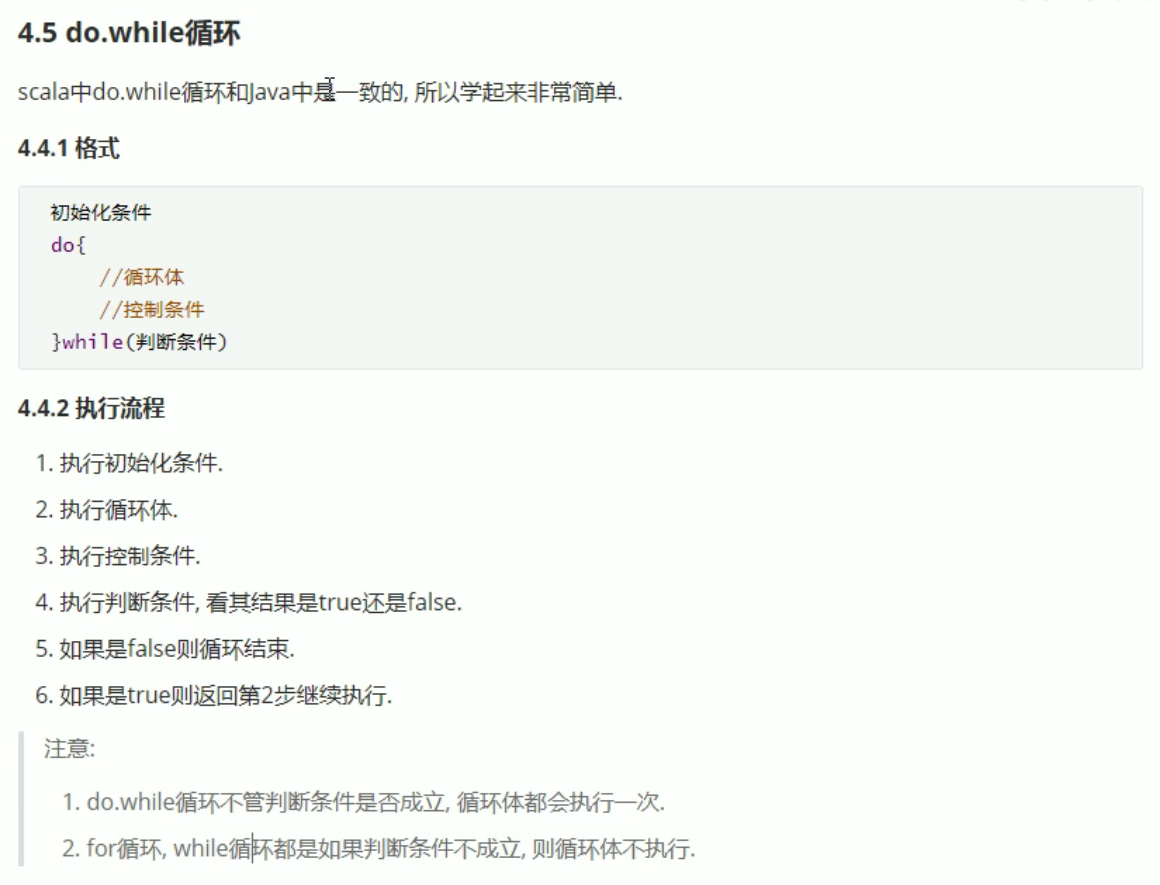 4.5 do.while循环
scala中do.while循环和Java中是一致的, 所以学起来非常简单.
4.4.1 格式
初始化条件
do{
//循环体
//控制条件
}while(判断条件)
4.4.2 执行流程
1. 执行初始化条件.
2. 执行循环体.
3. 执行控制条件.
4. 执行判断条件, 看其结果是true还是false.
5. 如果是false则循环结束.
6. 如果是true则返回第2步继续执行.
注意:
1. do.while循环不管判断条件是否成立, 循环体都会执行一次.
2. for循环, while循环都是如果判断条件不成立, 则循环体不执行.